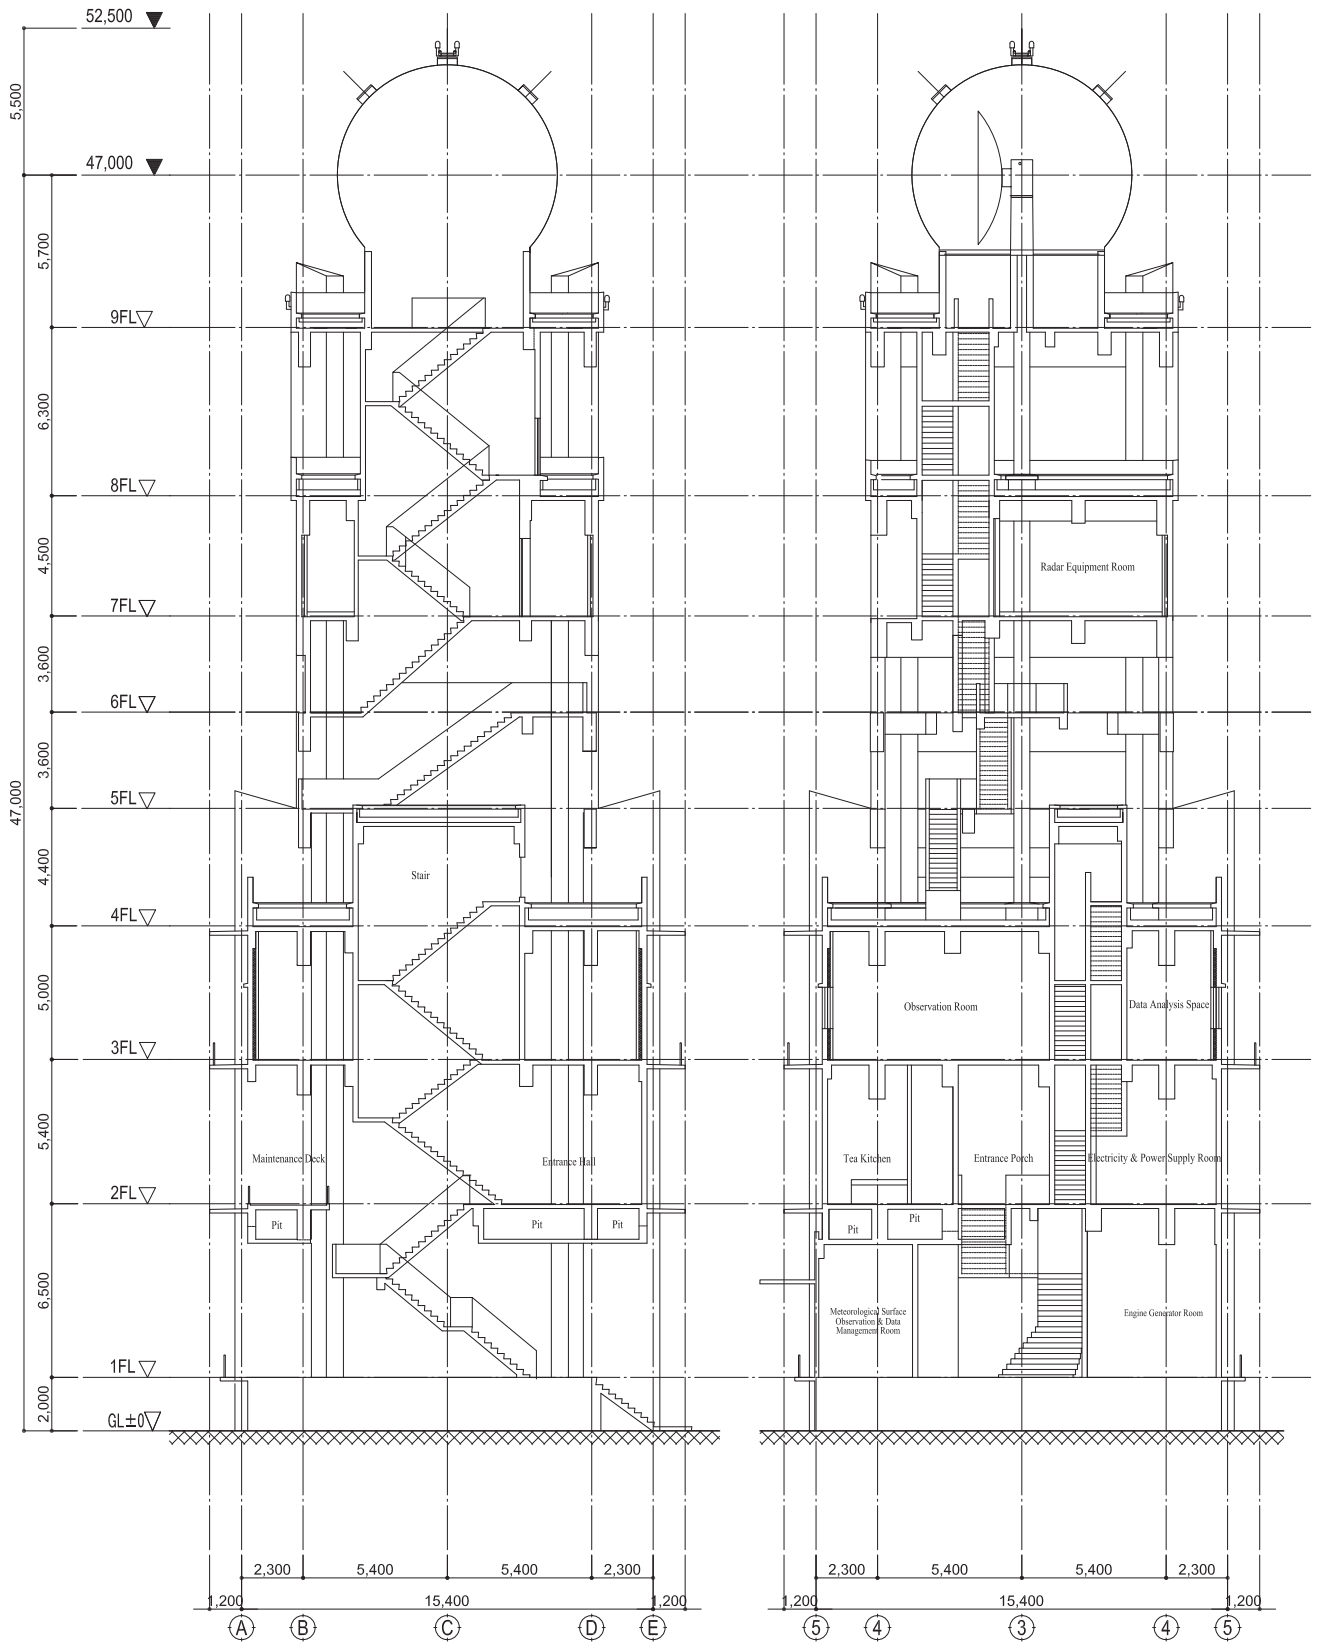 52,500
5,500
47,000
5,700
9FL
6,300
8FL
4,500
Radar Equipment Room
7FL
3,600
6FL
3,600
47,000
5FL
4,400
Stair
4FL
5,000
Observation Room
Data Analysis Space
3FL
5,400
Maintenance Deck
Entrance Hall
Tea Kitchen
Entrance Porch
Electricity & Power Supply Room
2FL
Pit
Pit
Pit
Pit
Pit
6,500
Meteorological Surface
Observation & Data
Management Room
Engine Generator Room
1FL
2,000
GL±0
2,300
5,400
5,400
2,300
2,300
5,400
5,400
2,300
1,200
15,400
1,200
1,200
15,400
1,200
A
B
C
D
E
5
4
3
4
5